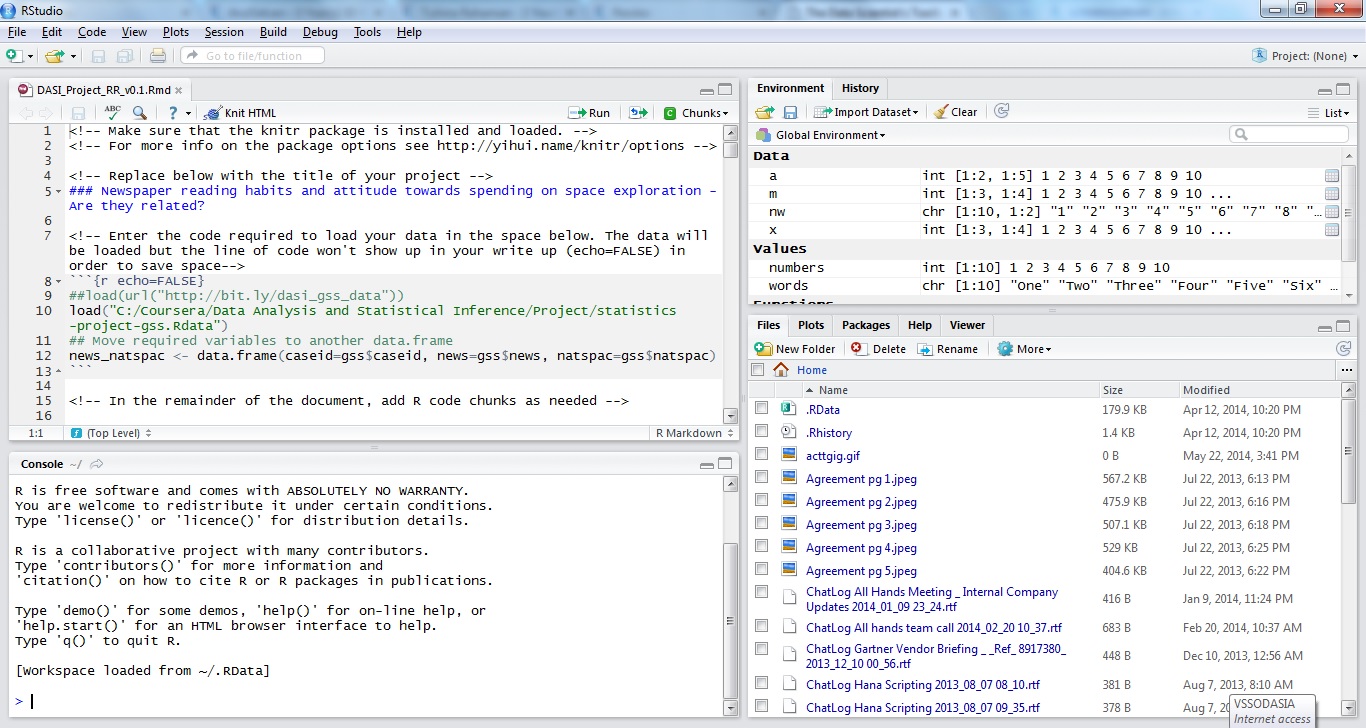 RStudio
File Edit Code View Plots Session Build Debug Tools Help
Go to file/function
Project: (None)
DASI_Project_RR_v0.1.Rmd
ABC ? Knit HTML Run Chunks
1 <!-- Make sure that the knitr package is installed and loaded. -->
2 <!-- For more info on the package options see http://yihui.name/knitr/options -->
3
4 <!-- Replace below with the title of your project -->
5 ### Newspaper reading habits and attitude towards spending on space exploration -
Are they related?
6
7 <!-- Enter the code required to load your data in the space below. The data will
be loaded but the line of code won't show up in your write up (echo=FALSE) in
order to save space-->
8 ```{r echo=FALSE}
9 ##load(url("http://bit.ly/dasi_gss_data"))
10 load("C:/Coursera/Data Analysis and Statistical Inference/Project/statistics
-project-gss.Rdata")
11 ## Move required variables to another data.frame
12 news_natspac <- data.frame(caseid=gss$caseid, news=gss$news, natspac=gss$natspac)
13 ```
14
15 <!-- In the remainder of the document, add R code chunks as needed -->
16
1:1 (Top Level) R Markdown
Console ~/
R is free software and comes with ABSOLUTELY NO WARRANTY.
You are welcome to redistribute it under certain conditions.
Type 'license()' or 'licence()' for distribution details.
R is a collaborative project with many contributors.
Type 'contributors()' for more information and
'citation()' on how to cite R or R packages in publications.
Type 'demo()' for some demos, 'help()' for on-line help, or
'help.start()' for an HTML browser interface to help.
Type 'q()' to quit R.
[Workspace loaded from ~/.RData]
>
Environment History
Import Dataset Clear List
Global Environment
Data
a int [1:2, 1:5] 1 2 3 4 5 6 7 8 9 10
m int [1:3, 1:4] 1 2 3 4 5 6 7 8 9 10 ...
nw chr [1:10, 1:2] "1" "2" "3" "4" "5" "6" "7" "8" "…
x int [1:3, 1:4] 1 2 3 4 5 6 7 8 9 10 ...
Values
numbers int [1:10] 1 2 3 4 5 6 7 8 9 10
words chr [1:10] "One" "Two" "Three" "Four" "Five" "Six" …
Functions
Files Plots Packages Help Viewer
New Folder Delete Rename More
Home ...
Name Size Modified
.RData 179.9 KB Apr 12, 2014, 10:20 PM
.Rhistory 1.4 KB Apr 12, 2014, 10:20 PM
acttgig.gif 0 B May 22, 2014, 3:41 PM
Agreement pg 1.jpeg 567.2 KB Jul 22, 2013, 6:13 PM
Agreement pg 2.jpeg 475.9 KB Jul 22, 2013, 6:16 PM
Agreement pg 3.jpeg 507.1 KB Jul 22, 2013, 6:18 PM
Agreement pg 4.jpeg 529 KB Jul 22, 2013, 6:25 PM
Agreement pg 5.jpeg 404.6 KB Jul 22, 2013, 6:22 PM
ChatLog All Hands Meeting _ Internal Company
Updates 2014_01_09 23_24.rtf 416 B Jan 9, 2014, 11:24 PM
ChatLog All hands team call 2014_02_20 10_37.rtf 683 B Feb 20, 2014, 10:37 AM
ChatLog Gartner Vendor Briefing _ _Ref_ 8917380_
2013_12_10 00_56.rtf 448 B Dec 10, 2013, 12:56 AM
ChatLog Hana Scripting 2013_08_07 08_10.rtf 381 B Aug 7, 2013, 8:10 AM
ChatLog Hana Scripting 2013_08_07 09_35.rtf 378 B Aug 7, 20
VSSODASIA
Internet access